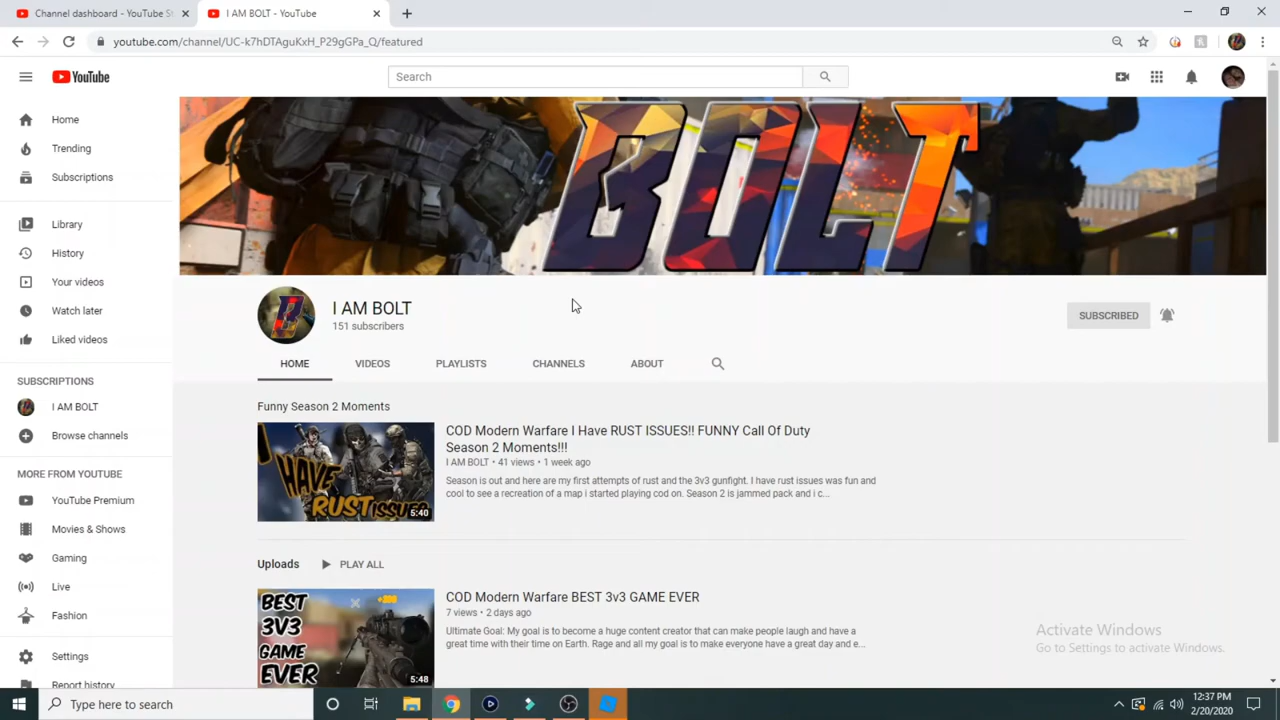 Channel dashboard - YouTube St
I AM BOLT - YouTube
youtube.com/channel/UC-k7hDTAguKxH_P29gGPa_Q/featured
YouTube
Search
Home
Trending
Subscriptions
Library
History
Your videos
Watch later
Liked videos
SUBSCRIPTIONS
I AM BOLT
Browse channels
MORE FROM YOUTUBE
YouTube Premium
Movies & Shows
Gaming
Live
Fashion
Settings
Report history
BOLT
B
I AM BOLT
151 subscribers
SUBSCRIBED
HOME
VIDEOS
PLAYLISTS
CHANNELS
ABOUT
Funny Season 2 Moments
I
HAVE
RUST ISSUES
5:40
COD Modern Warfare I Have RUST ISSUES!! FUNNY Call Of Duty
Season 2 Moments!!!
I AM BOLT • 41 views • 1 week ago
Season is out and here are my first attempts of rust and the 3v3 gunfight. I have rust issues was fun and
cool to see a recreation of a map i started playing cod on. Season 2 is jammed pack and i c...
Uploads
PLAY ALL
BEST
3V3
GAME
EVER
5:48
COD Modern Warfare BEST 3v3 GAME EVER
7 views • 2 days ago
Ultimate Goal: My goal is to become a huge content creator that can make people laugh and have a
great time with their time on Earth. Rage and all my goal is to make everyone have a great day and e...
Activate Windows
Go to Settings to activate Windows.
Type here to search
12:37 PM
2/20/2020